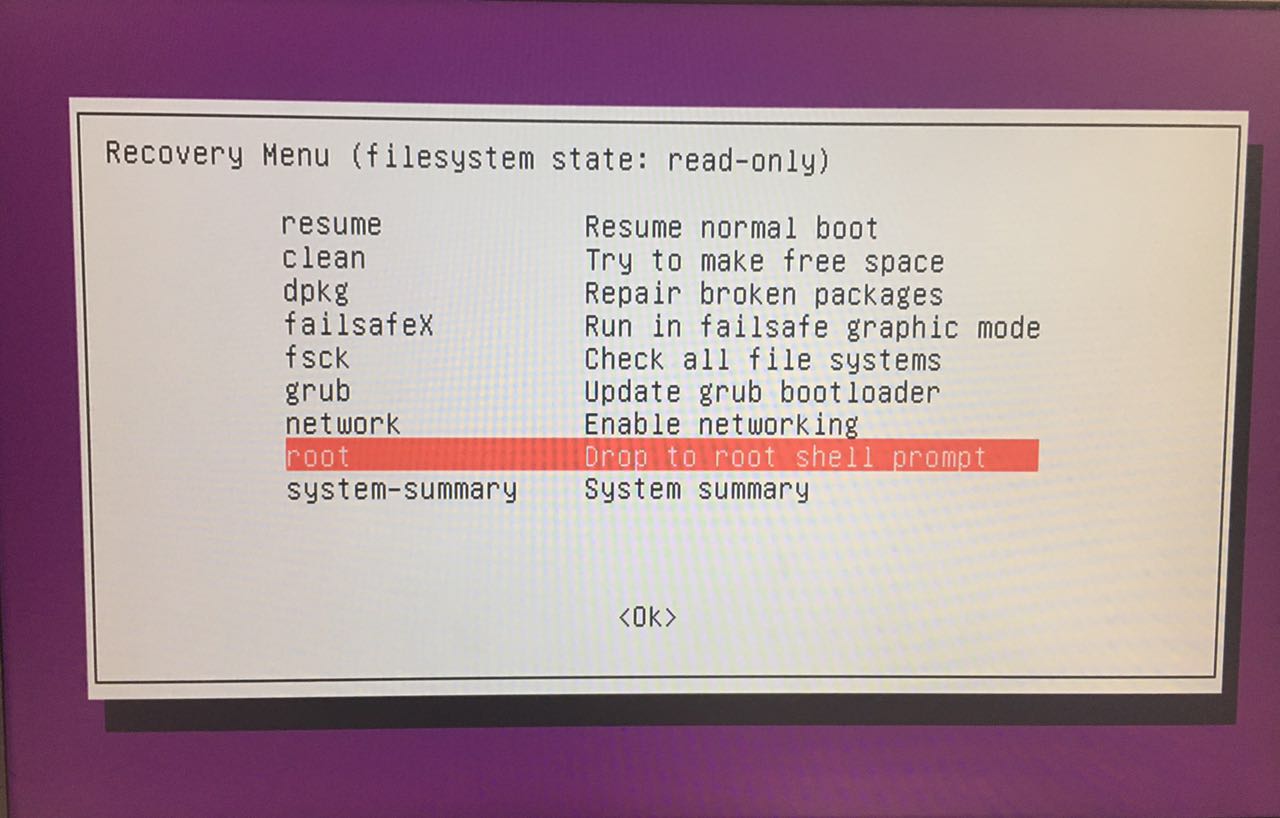 Recovery Menu (filesystem state: read-only)
resume Resume normal boot
clean Try to make free space
dpkg Repair broken packages
failsafeX Run in failsafe graphic mode
fsck Check all file systems
grub Update grub bootloader
network Enable networking
root Drop to root shell prompt
system-summary System summary
<Ok>